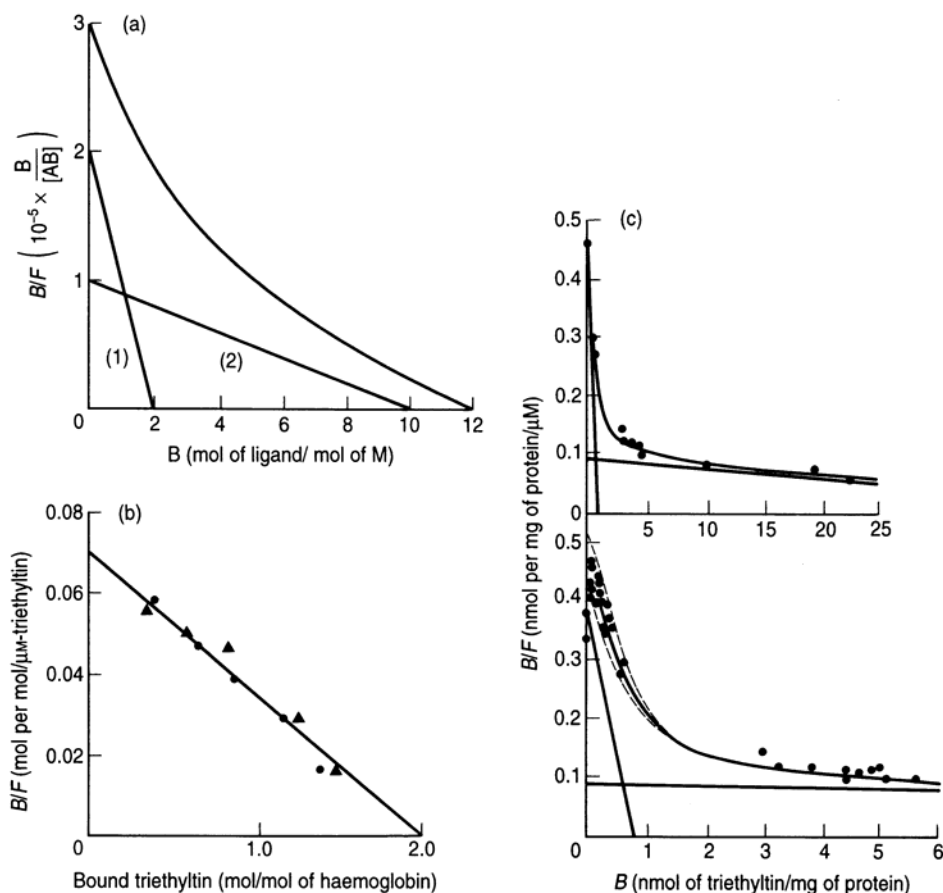 (a)
3
2
1
0
B/F ( 10⁻⁵ × B/[AB] )
(1)
(2)
0 2 4 6 8 10 12
B (mol of ligand/ mol of M)
(b)
0.08
0.06
0.04
0.02
0
B/F (mol per mol/μM-triethyltin)
1.0 2.0
Bound triethyltin (mol/mol of haemoglobin)
(c)
0.5
0.4
0.3
0.2
0.1
0
5 10 15 20 25
B/F (nmol of triethyltin per mg of protein/μM)
0.5
0.4
0.3
0.2
0.1
0 1 2 3 4 5 6
B (nmol of triethyltin/mg of protein)